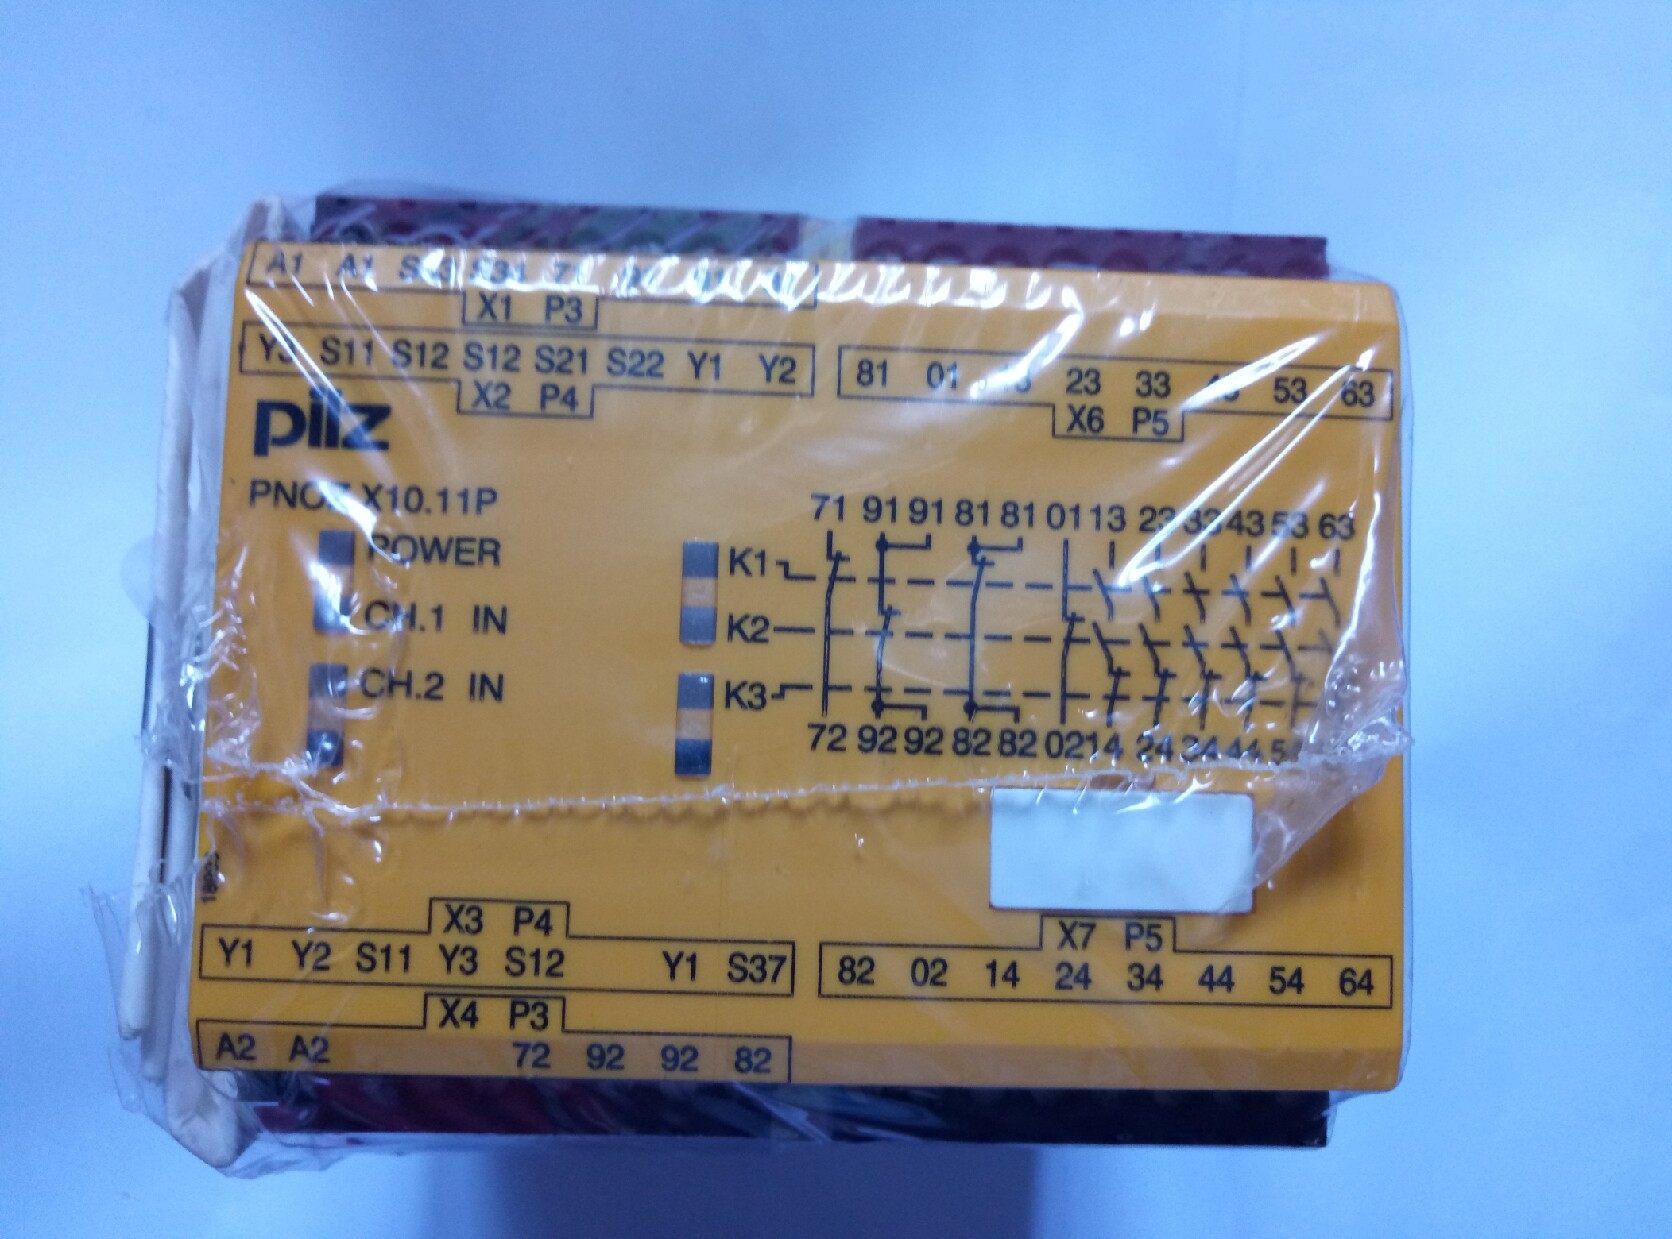 A1 A1
X1 P3
Y3 S11 S12 S12 S21 S22 Y1 Y2
81 01 23 33 53 63
X2 P4
X6 P5
pilz
X10.11P
POWER
CH.1 IN
CH.2 IN
71 91 91 81 81 01 13 23 33 43 53 63
K1
K2
K3
72 92 92 82 82 02 14 24 34 44
X3 P4
Y1 Y2 S11 Y3 S12 Y1 S37
X7 P5
82 02 14 24 34 44 54 64
X4 P3
A2 A2 72 92 92 82